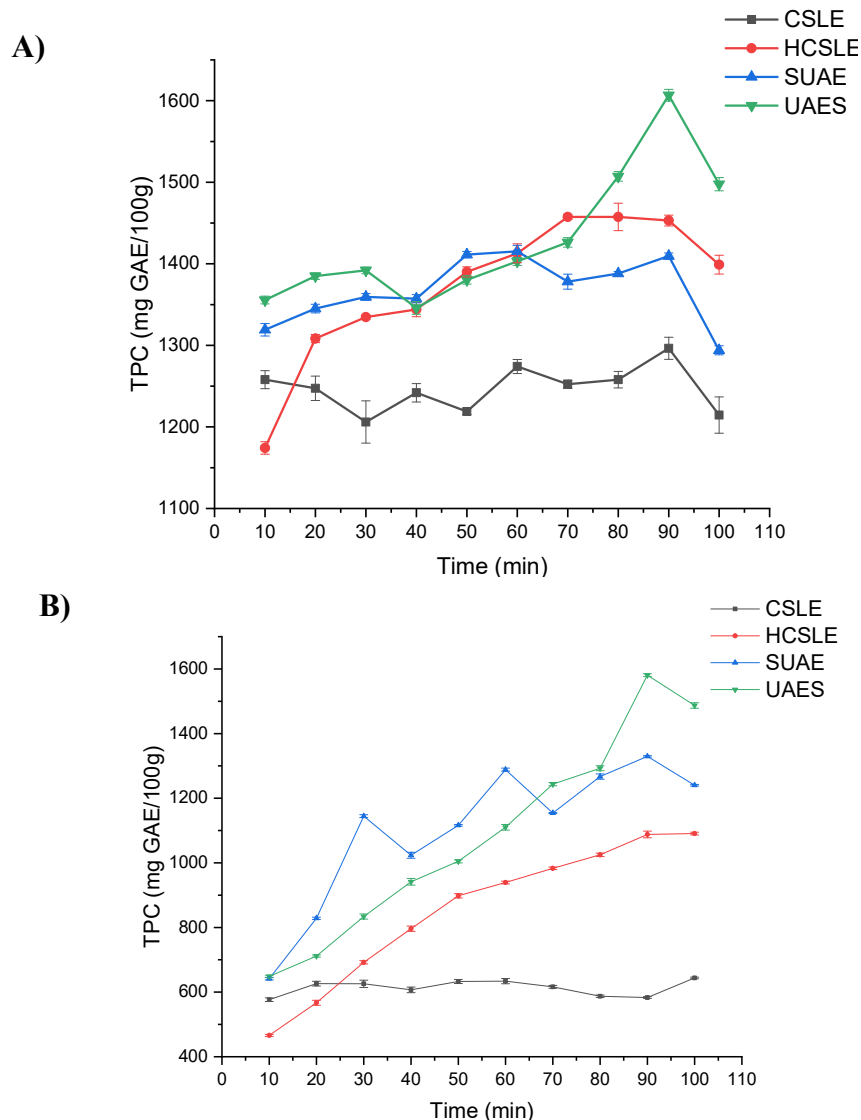 A)
CSLE
HCSLE
SUAE
UAES
TPC (mg GAE/100g)
1600
1500
1400
1300
1200
1100
0 10 20 30 40 50 60 70 80 90 100 110
Time (min)
B)
CSLE
HCSLE
SUAE
UAES
TPC (mg GAE/100g)
1600
1400
1200
1000
800
600
400
0 10 20 30 40 50 60 70 80 90 100 110
Time (min)